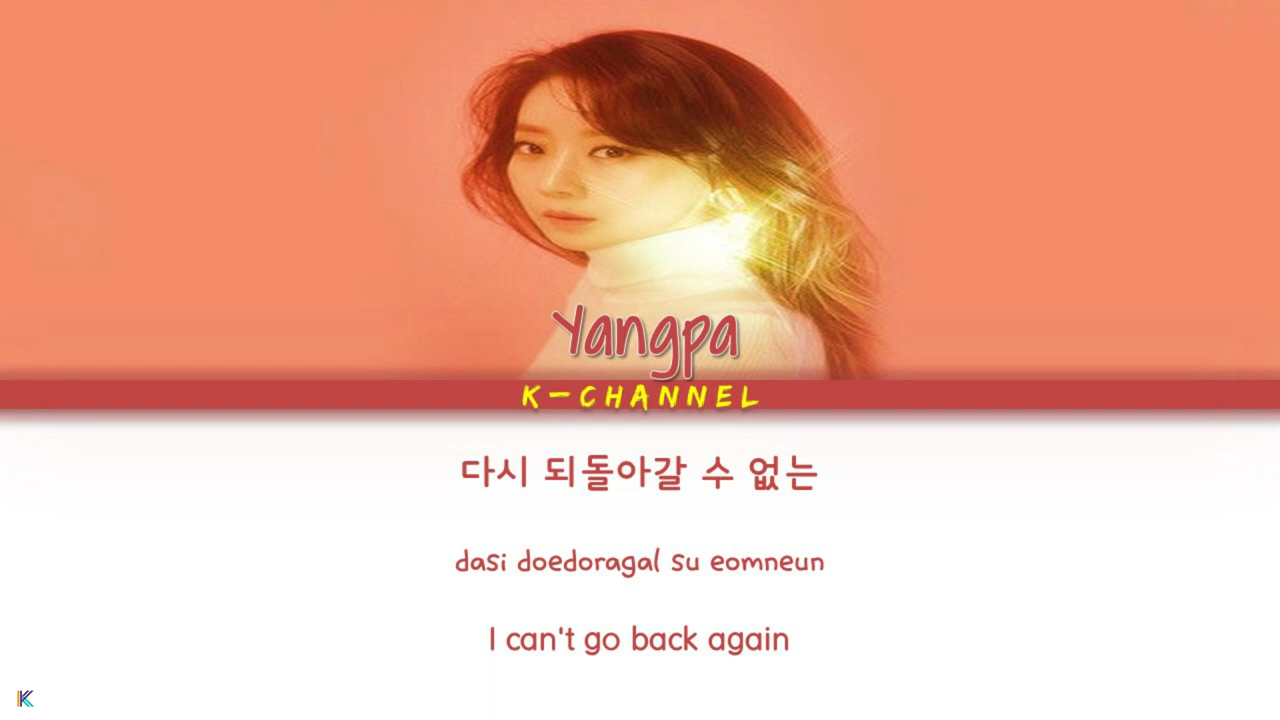 Yangpa
K-CHANNEL
다시 되돌아갈 수 없는
dasi doedoragal su eomneun
I can't go back again
K